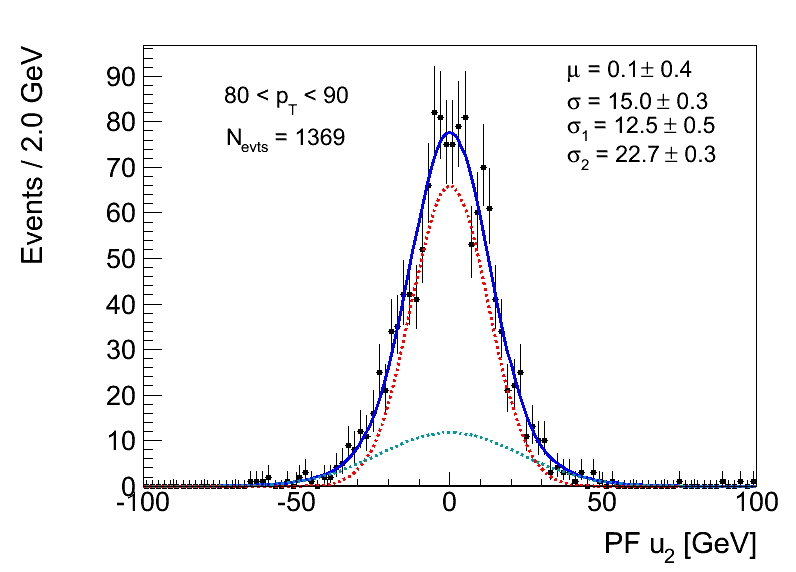 Events / 2.0 GeV
90
80
70
60
50
40
30
20
10
0
80 < p_T < 90
N_evts = 1369
μ = 0.1± 0.4
σ = 15.0 ± 0.3
σ_1 = 12.5 ± 0.5
σ_2 = 22.7 ± 0.3
-100 -50 0 50 100
PF u_2 [GeV]